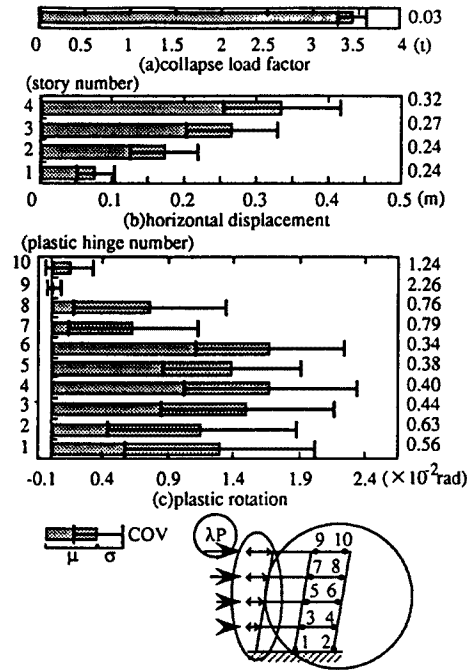 0.03
0 0.5 1 1.5 2 2.5 3 3.5 4 (t)
(a)collapse load factor
(story number)
4 0.32
3 0.27
2 0.24
1 0.24
0 0.1 0.2 0.3 0.4 0.5 (m)
(b)horizontal displacement
(plastic hinge number)
10 1.24
9 2.26
8 0.76
7 0.79
6 0.34
5 0.38
4 0.40
3 0.44
2 0.63
1 0.56
-0.1 0.4 0.9 1.4 1.9 2.4 (×10⁻² rad)
(c)plastic rotation
COV
μ σ
λP
9 10
7 8
5 6
3 4
1 2